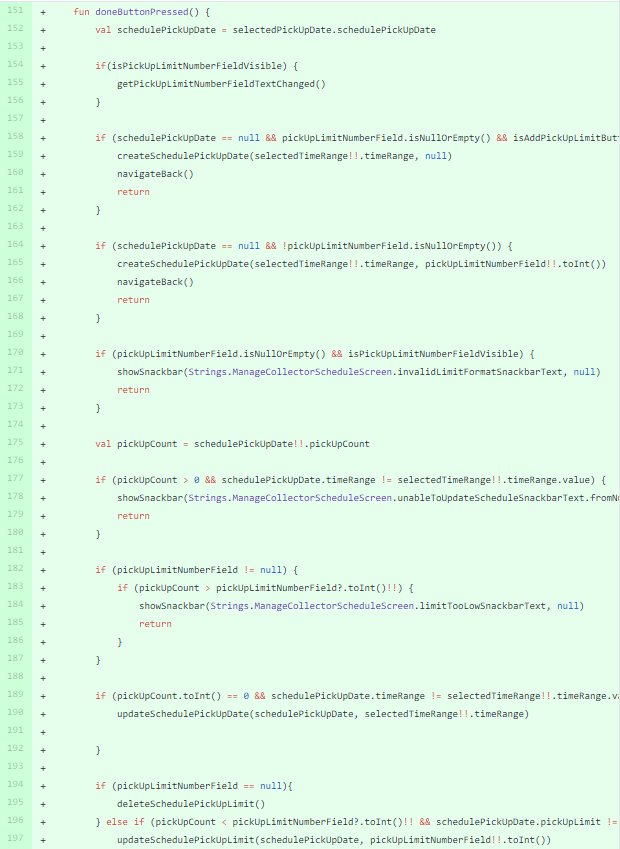 151 + fun doneButtonPressed() {
152 + val schedulePickUpDate = selectedPickUpDate.schedulePickUpDate
153 +
154 + if(isPickUpLimitNumberFieldVisible) {
155 + getPickUpLimitNumberFieldTextChanged()
156 + }
157 +
158 + if (schedulePickUpDate == null && pickUpLimitNumberField.isNullOrEmpty() && isAddPickUpLimitBut
159 + createSchedulePickUpDate(selectedTimeRange!!.timeRange, null)
160 + navigateBack()
161 + return
162 + }
163 +
164 + if (schedulePickUpDate == null && !pickUpLimitNumberField.isNullOrEmpty()) {
165 + createSchedulePickUpDate(selectedTimeRange!!.timeRange, pickUpLimitNumberField!!.toInt())
166 + navigateBack()
167 + return
168 + }
169 +
170 + if (pickUpLimitNumberField.isNullOrEmpty() && isPickUpLimitNumberFieldVisible) {
171 + showSnackbar(Strings.ManageCollectorScheduleScreen.invalidLimitFormatSnackbarText, null)
172 + return
173 + }
174 +
175 + val pickUpCount = schedulePickUpDate!!.pickUpCount
176 +
177 + if (pickUpCount > 0 && schedulePickUpDate.timeRange != selectedTimeRange!!.timeRange.value) {
178 + showSnackbar(Strings.ManageCollectorScheduleScreen.unableToUpdateScheduleSnackbarText.fromNu
179 + return
180 + }
181 +
182 + if (pickUpLimitNumberField != null) {
183 + if (pickUpCount > pickUpLimitNumberField?.toInt()!!) {
184 + showSnackbar(Strings.ManageCollectorScheduleScreen.limitTooLowSnackbarText, null)
185 + return
186 + }
187 + }
188 +
189 + if (pickUpCount.toInt() == 0 && schedulePickUpDate.timeRange != selectedTimeRange!!.timeRange.va
190 + updateSchedulePickUpDate(schedulePickUpDate, selectedTimeRange!!.timeRange)
191 +
192 + }
193 +
194 + if (pickUpLimitNumberField == null){
195 + deleteSchedulePickUpLimit()
196 + } else if (pickUpCount < pickUpLimitNumberField?.toInt()!! && schedulePickUpDate.pickUpLimit !=
197 + updateSchedulePickUpLimit(schedulePickUpDate, pickUpLimitNumberField!!.toInt())